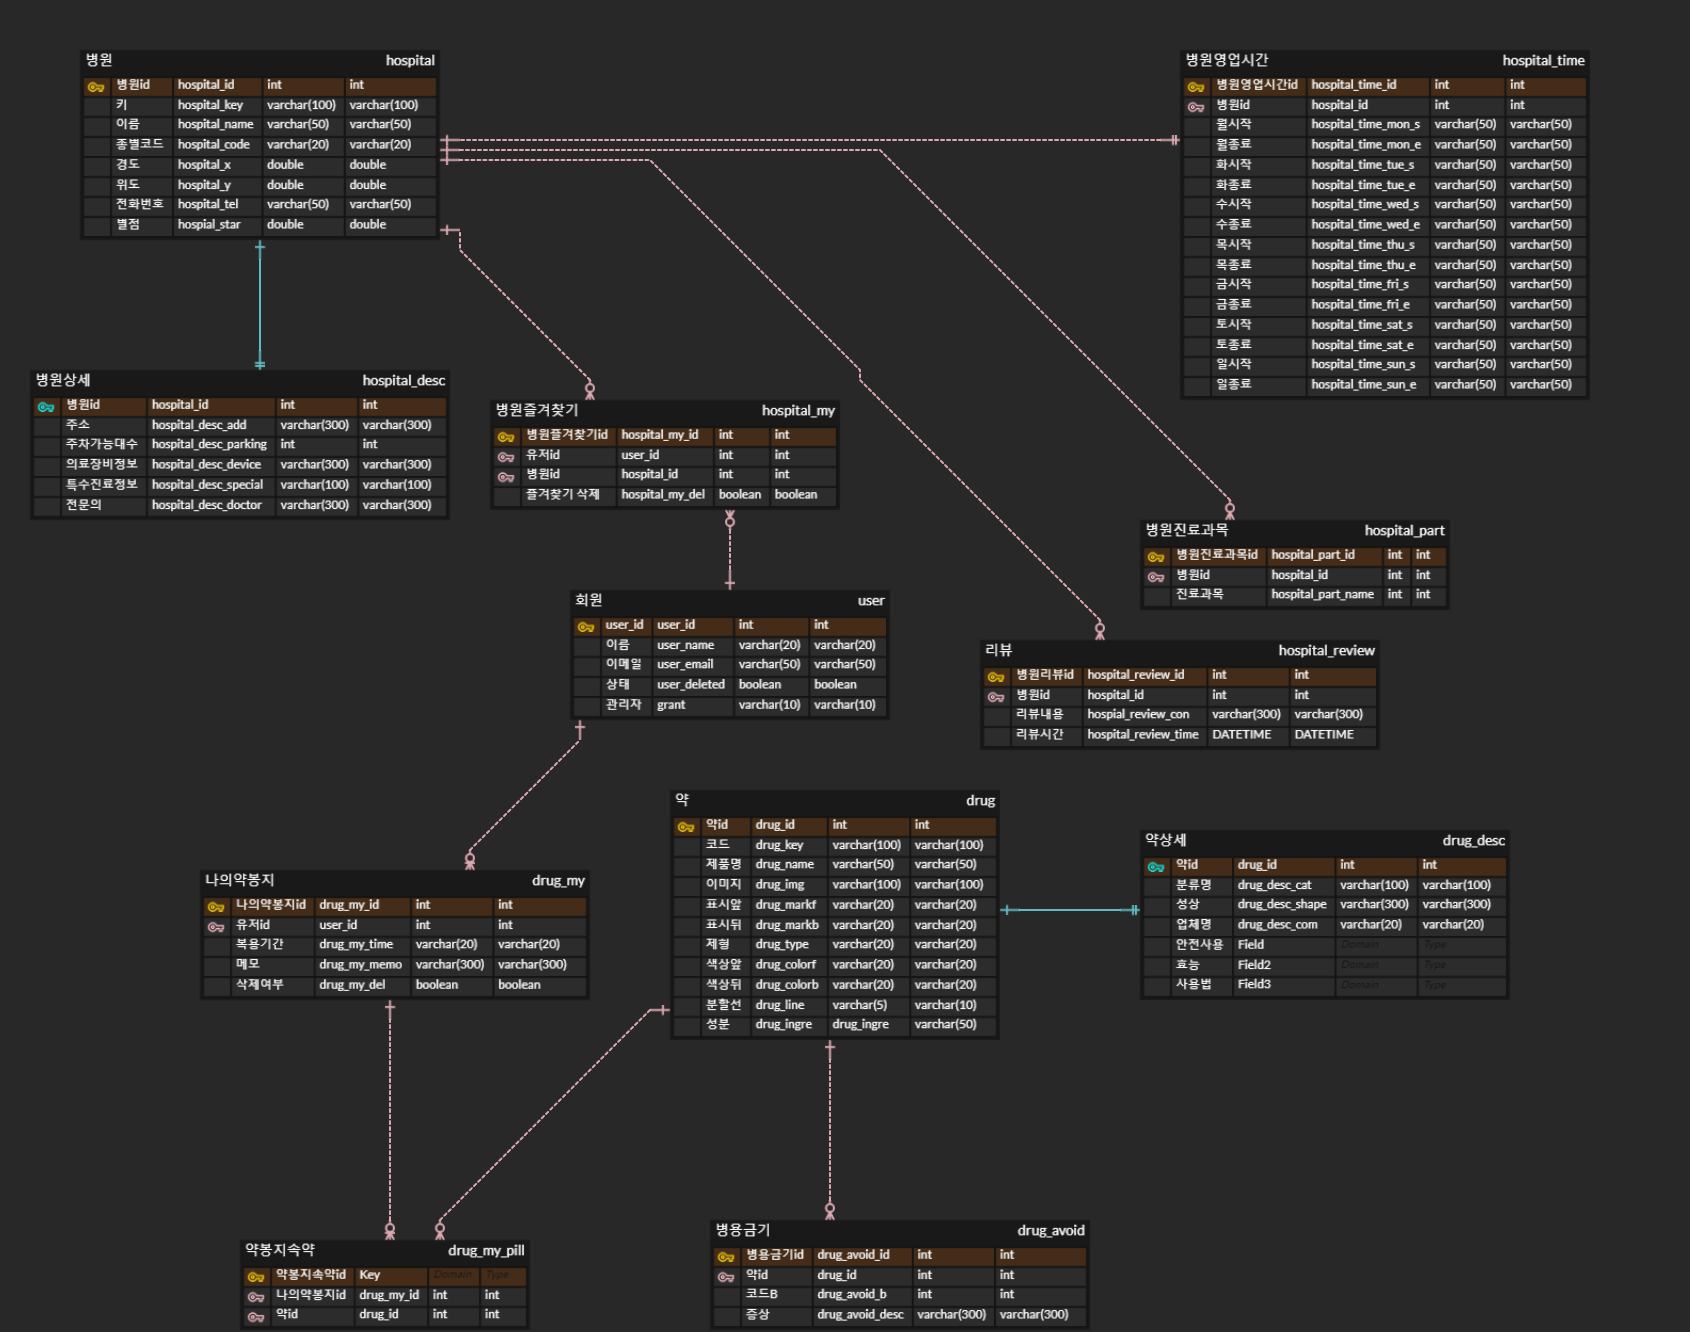 병원 hospital
병원id hospital_id int int
키 hospital_key varchar(100) varchar(100)
이름 hospital_name varchar(50) varchar(50)
종별코드 hospital_code varchar(20) varchar(20)
경도 hospital_x double double
위도 hospital_y double double
전화번호 hospital_tel varchar(50) varchar(50)
별점 hospial_star double double
병원영업시간 hospital_time
병원영업시간id hospital_time_id int int
병원id hospital_id int int
월시작 hospital_time_mon_s varchar(50) varchar(50)
월종료 hospital_time_mon_e varchar(50) varchar(50)
화시작 hospital_time_tue_s varchar(50) varchar(50)
화종료 hospital_time_tue_e varchar(50) varchar(50)
수시작 hospital_time_wed_s varchar(50) varchar(50)
수종료 hospital_time_wed_e varchar(50) varchar(50)
목시작 hospital_time_thu_s varchar(50) varchar(50)
목종료 hospital_time_thu_e varchar(50) varchar(50)
금시작 hospital_time_fri_s varchar(50) varchar(50)
금종료 hospital_time_fri_e varchar(50) varchar(50)
토시작 hospital_time_sat_s varchar(50) varchar(50)
토종료 hospital_time_sat_e varchar(50) varchar(50)
일시작 hospital_time_sun_s varchar(50) varchar(50)
일종료 hospital_time_sun_e varchar(50) varchar(50)
병원상세 hospital_desc
병원id hospital_id int int
주소 hospital_desc_add varchar(300) varchar(300)
주차가능대수 hospital_desc_parking int int
의료장비정보 hospital_desc_device varchar(300) varchar(300)
특수진료정보 hospital_desc_special varchar(100) varchar(100)
전문의 hospital_desc_doctor varchar(300) varchar(300)
병원즐겨찾기 hospital_my
병원즐겨찾기id hospital_my_id int int
유저id user_id int int
병원id hospital_id int int
즐겨찾기 삭제 hospital_my_del boolean boolean
병원진료과목 hospital_part
병원진료과목id hospital_part_id int int
병원id hospital_id int int
진료과목 hospital_part_name int int
회원 user
user_id user_id int int
이름 user_name varchar(20) varchar(20)
이메일 user_email varchar(50) varchar(50)
상태 user_deleted boolean boolean
관리자 grant varchar(10) varchar(10)
리뷰 hospital_review
병원리뷰id hospital_review_id int int
병원id hospital_id int int
리뷰내용 hospial_review_con varchar(300) varchar(300)
리뷰시간 hospital_review_time DATETIME DATETIME
약 drug
약id drug_id int int
코드 drug_key varchar(100) varchar(100)
제품명 drug_name varchar(50) varchar(50)
이미지 drug_img varchar(100) varchar(100)
표시앞 drug_markf varchar(20) varchar(20)
표시뒤 drug_markb varchar(20) varchar(20)
제형 drug_type varchar(20) varchar(20)
색상앞 drug_colorf varchar(20) varchar(20)
색상뒤 drug_colorb varchar(20) varchar(20)
분할선 drug_line varchar(5) varchar(10)
성분 drug_ingre drug_ingre varchar(50)
약상세 drug_desc
약id drug_id int int
분류명 drug_desc_cat varchar(100) varchar(100)
성상 drug_desc_shape varchar(300) varchar(300)
업체명 drug_desc_com varchar(20) varchar(20)
안전사용 Field Domain Type
효능 Field2 Domain Type
사용법 Field3 Domain Type
나의약봉지 drug_my
나의약봉지id drug_my_id int int
유저id user_id int int
복용기간 drug_my_time varchar(20) varchar(20)
메모 drug_my_memo varchar(300) varchar(300)
삭제여부 drug_my_del boolean boolean
약봉지속약 drug_my_pill
약봉지속약id Key Domain Type
나의약봉지id drug_my_id int int
약id drug_id int int
병용금기 drug_avoid
병용금기id drug_avoid_id int int
약id drug_id int int
코드B drug_avoid_b int int
증상 drug_avoid_desc varchar(300) varchar(300)